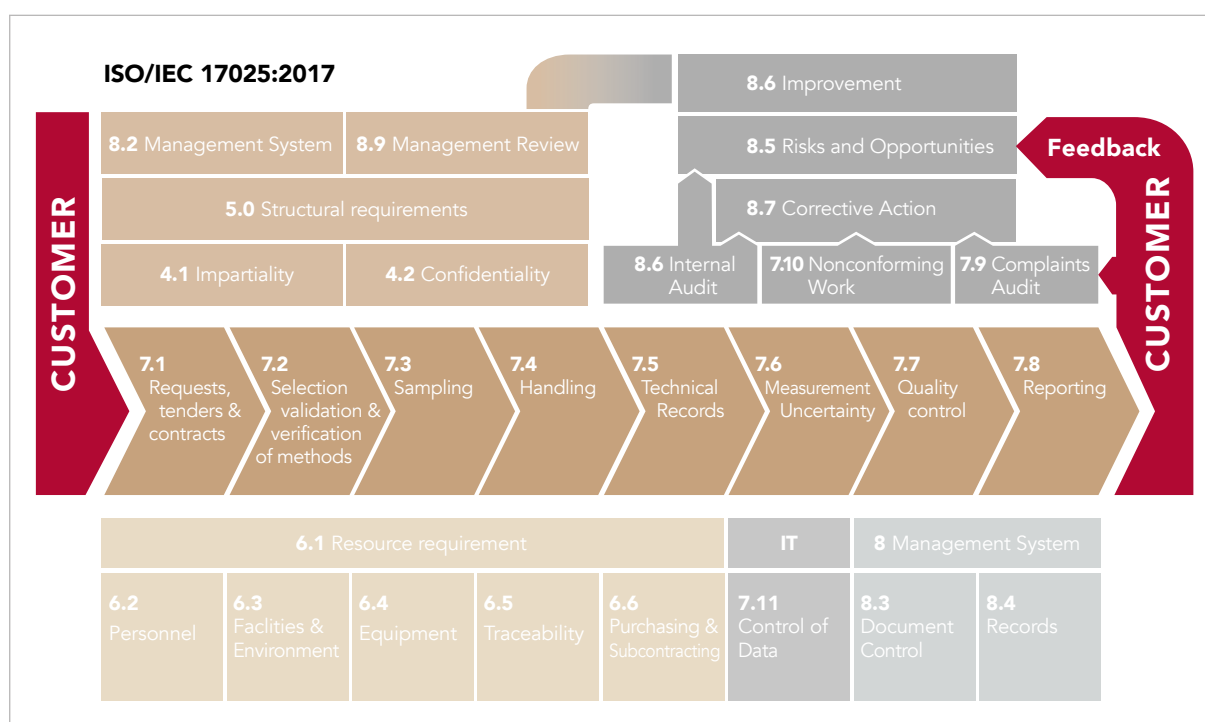 ISO/IEC 17025:2017
CUSTOMER
8.2 Management System
8.9 Management Review
5.0 Structural requirements
4.1 Impartiality
4.2 Confidentiality
8.6 Improvement
8.5 Risks and Opportunities
8.7 Corrective Action
8.6 Internal
Audit
7.10 Nonconforming
Work
7.9 Complaints
Audit
Feedback
CUSTOMER
7.1
Requests,
tenders &
contracts
7.2
Selection
validation &
verification
of methods
7.3
Sampling
7.4
Handling
7.5
Technical
Records
7.6
Measurement
Uncertainty
7.7
Quality
control
7.8
Reporting
6.1 Resource requirement
IT
8 Management System
6.2
Personnel
6.3
Faclities &
Environment
6.4
Equipment
6.5
Traceability
6.6
Purchasing &
Subcontracting
7.11
Control of
Data
8.3
Document
Control
8.4
Records